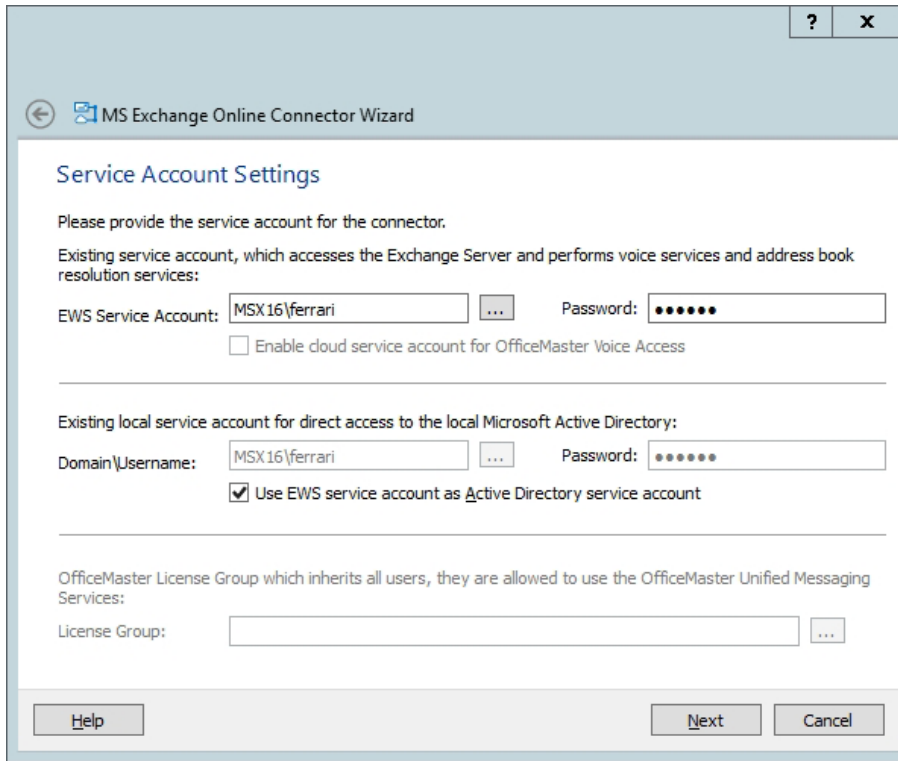 ? x
MS Exchange Online Connector Wizard
Service Account Settings
Please provide the service account for the connector.
Existing service account, which accesses the Exchange Server and performs voice services and address book
resolution services:
EWS Service Account: MSX16\ferrari ... Password: ●●●●●●
Enable cloud service account for OfficeMaster Voice Access
Existing local service account for direct access to the local Microsoft Active Directory:
Domain\Username: MSX16\ferrari ... Password: ●●●●●●
Use EWS service account as Active Directory service account
OfficeMaster License Group which inherits all users, they are allowed to use the OfficeMaster Unified Messaging
Services:
License Group: ...
Help Next Cancel